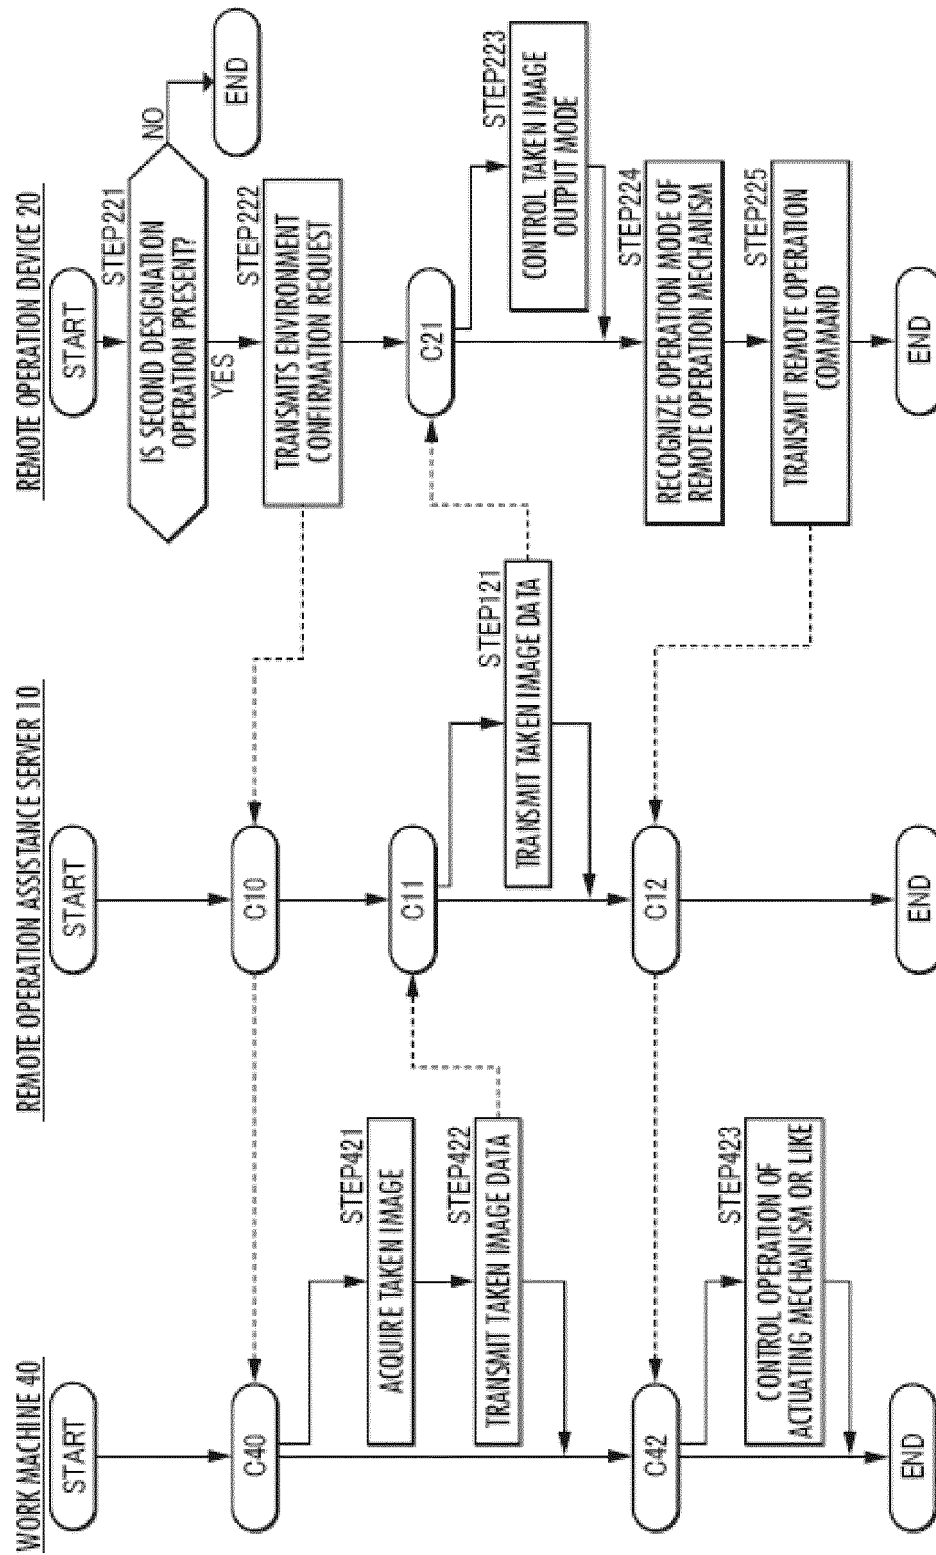 WORK MACHINE 40
START
C40
STEP421
ACQUIRE TAKEN IMAGE
STEP422
TRANSMIT TAKEN IMAGE DATA
C42
STEP423
CONTROL OPERATION OF
ACTUATING MECHANISM OR LIKE
END
REMOTE OPERATION ASSISTANCE SERVER 10
START
C10
C11
STEP121
TRANSMIT TAKEN IMAGE DATA
C12
END
REMOTE OPERATION DEVICE 20
START
STEP221
IS SECOND DESIGNATION
OPERATION PRESENT?
NO
END
YES
STEP222
TRANSMITS ENVIRONMENT
CONFIRMATION REQUEST
C21
STEP223
CONTROL TAKEN IMAGE
OUTPUT MODE
STEP224
RECOGNIZE OPERATION MODE OF
REMOTE OPERATION MECHANISM
STEP225
TRANSMIT REMOTE OPERATION
COMMAND
END